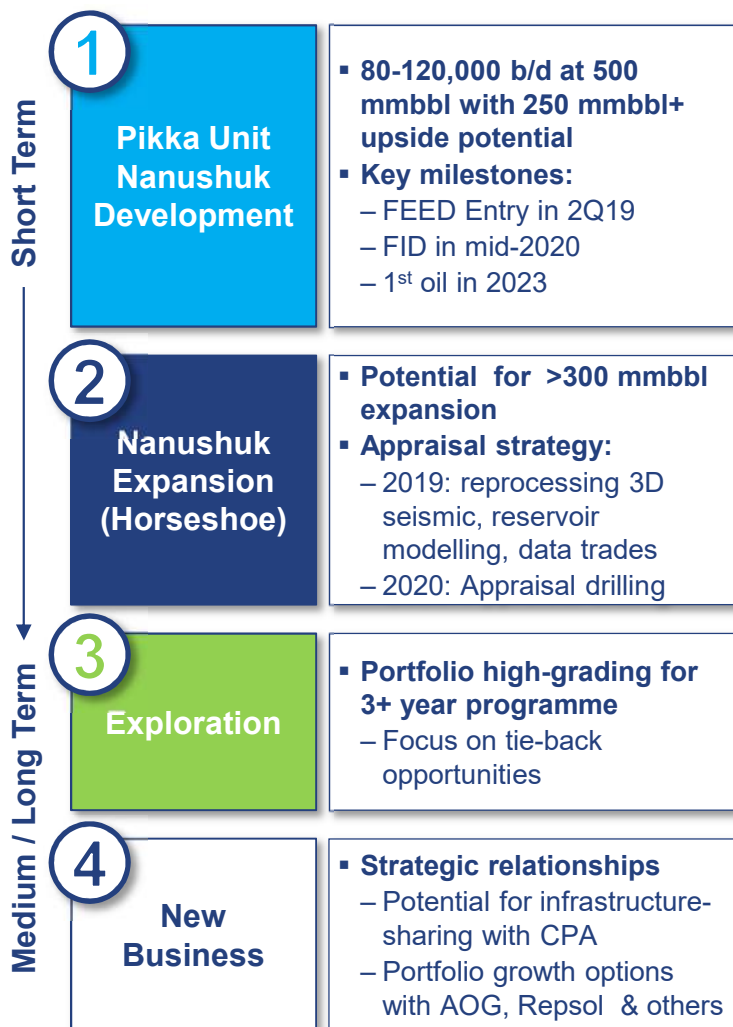 Short Term
Medium / Long Term
1
Pikka Unit
Nanushuk
Development
▪ 80-120,000 b/d at 500
mmbbl with 250 mmbbl+
upside potential
▪ Key milestones:
– FEED Entry in 2Q19
– FID in mid-2020
– 1st oil in 2023
2
Nanushuk
Expansion
(Horseshoe)
▪ Potential for >300 mmbbl
expansion
▪ Appraisal strategy:
– 2019: reprocessing 3D
seismic, reservoir
modelling, data trades
– 2020: Appraisal drilling
3
Exploration
▪ Portfolio high-grading for
3+ year programme
– Focus on tie-back
opportunities
4
New
Business
▪ Strategic relationships
– Potential for infrastructure-
sharing with CPA
– Portfolio growth options
with AOG, Repsol & others